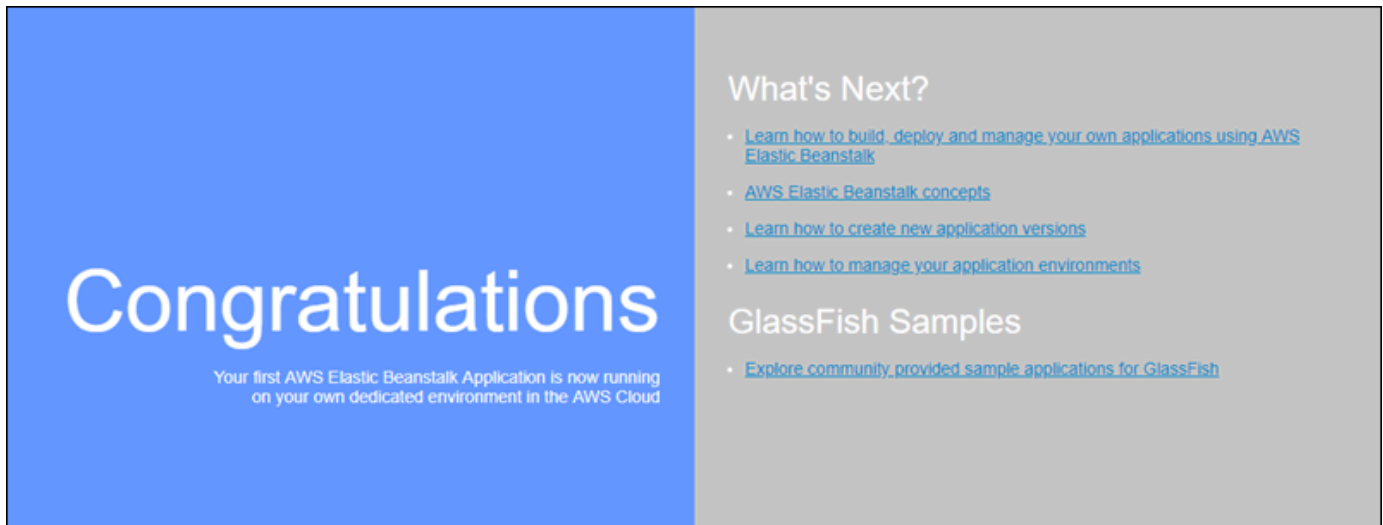 Congratulations
Your first AWS Elastic Beanstalk Application is now running
on your own dedicated environment in the AWS Cloud
What's Next?
Learn how to build, deploy and manage your own applications using AWS
Elastic Beanstalk
AWS Elastic Beanstalk concepts
Learn how to create new application versions
Learn how to manage your application environments
GlassFish Samples
Explore community provided sample applications for GlassFish